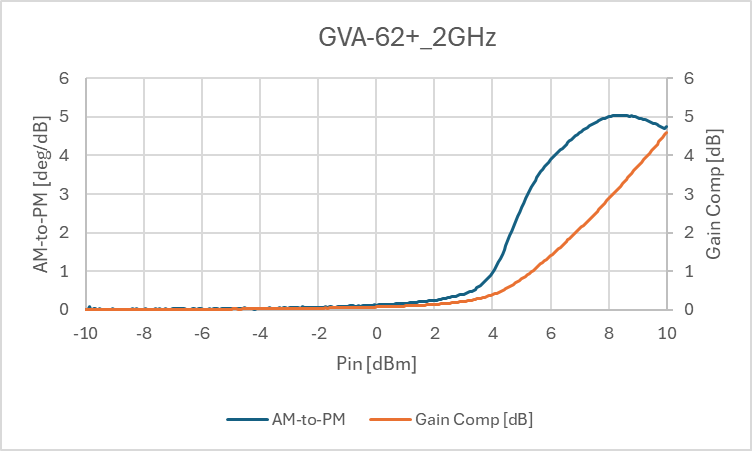 GVA-62+_2GHz
6 6
5 5
4 4
3 3
2 2
1 1
0 0
AM-to-PM [deg/dB]
Gain Comp [dB]
-10 -8 -6 -4 -2 0 2 4 6 8 10
Pin [dBm]
AM-to-PM Gain Comp [dB]